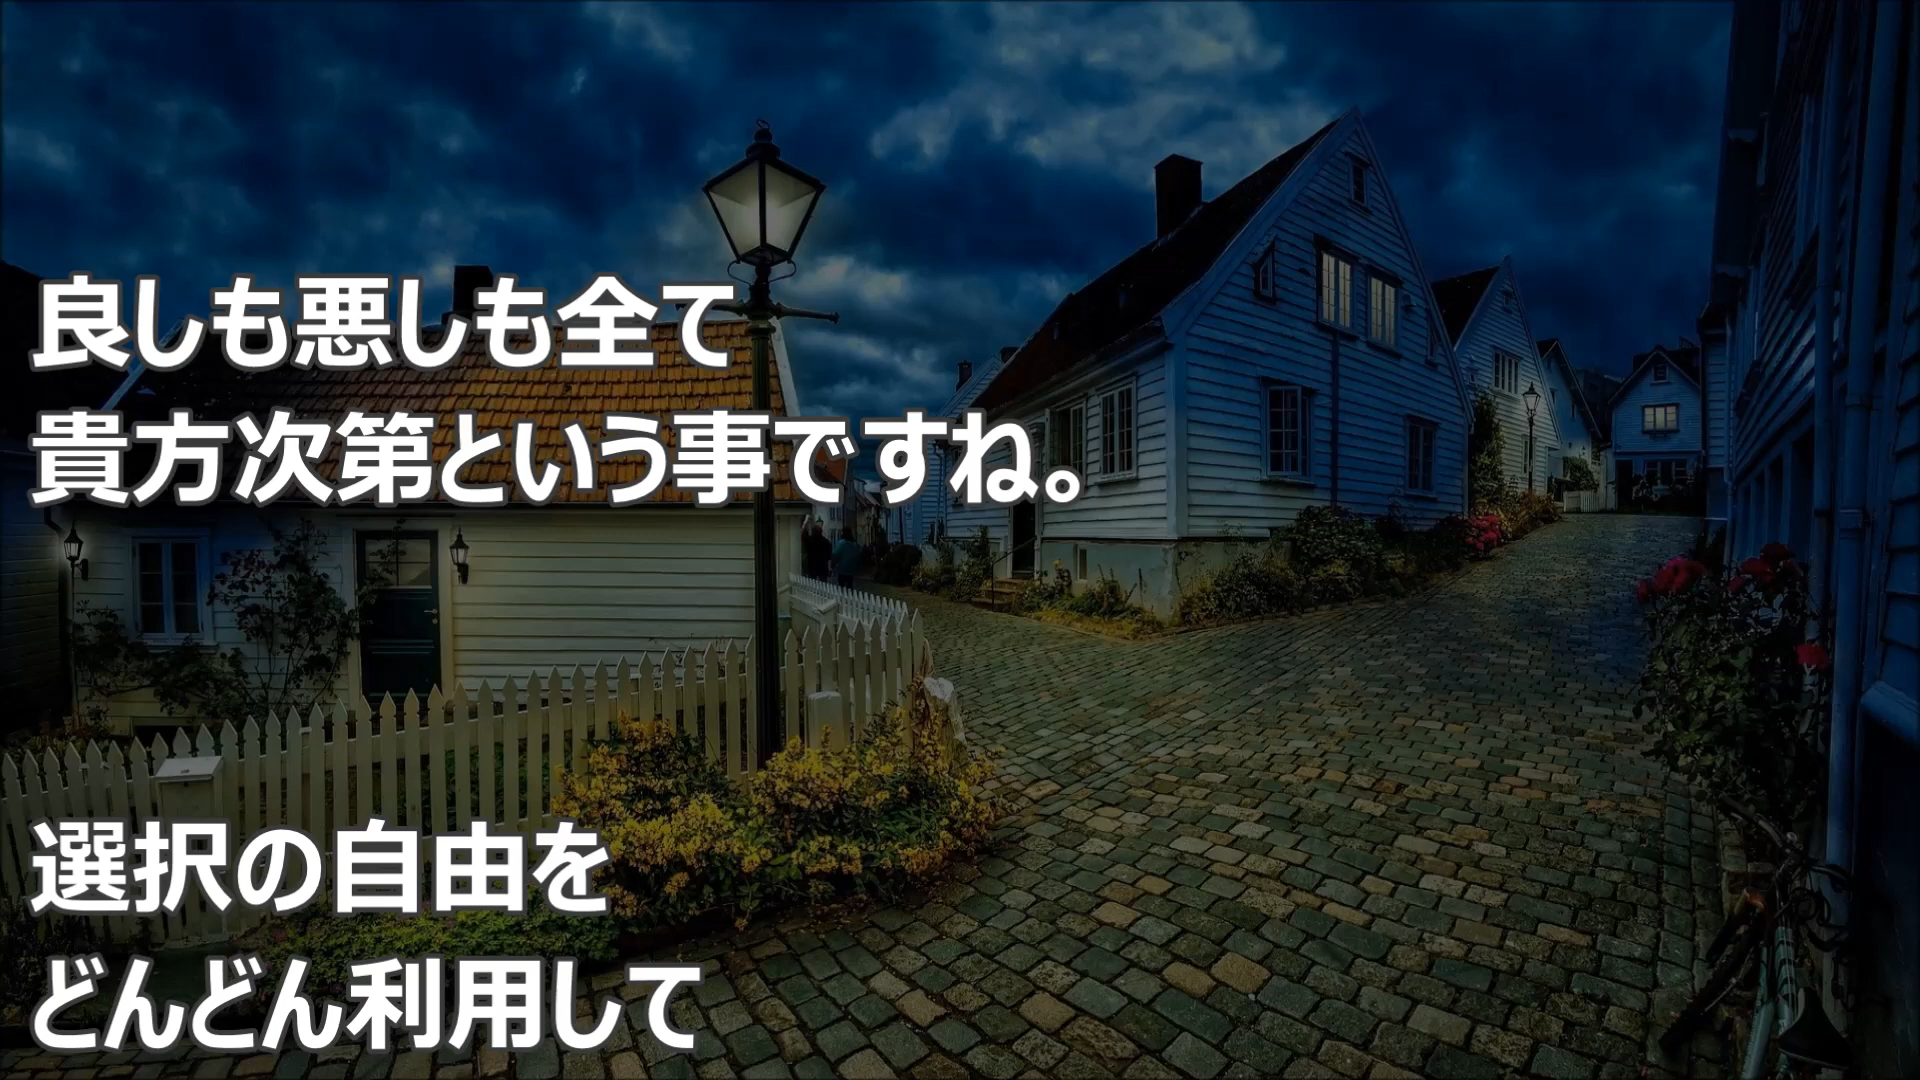 良しも悪しも全て
貴方次第という事ですね。
選択の自由を
どんどん利用して